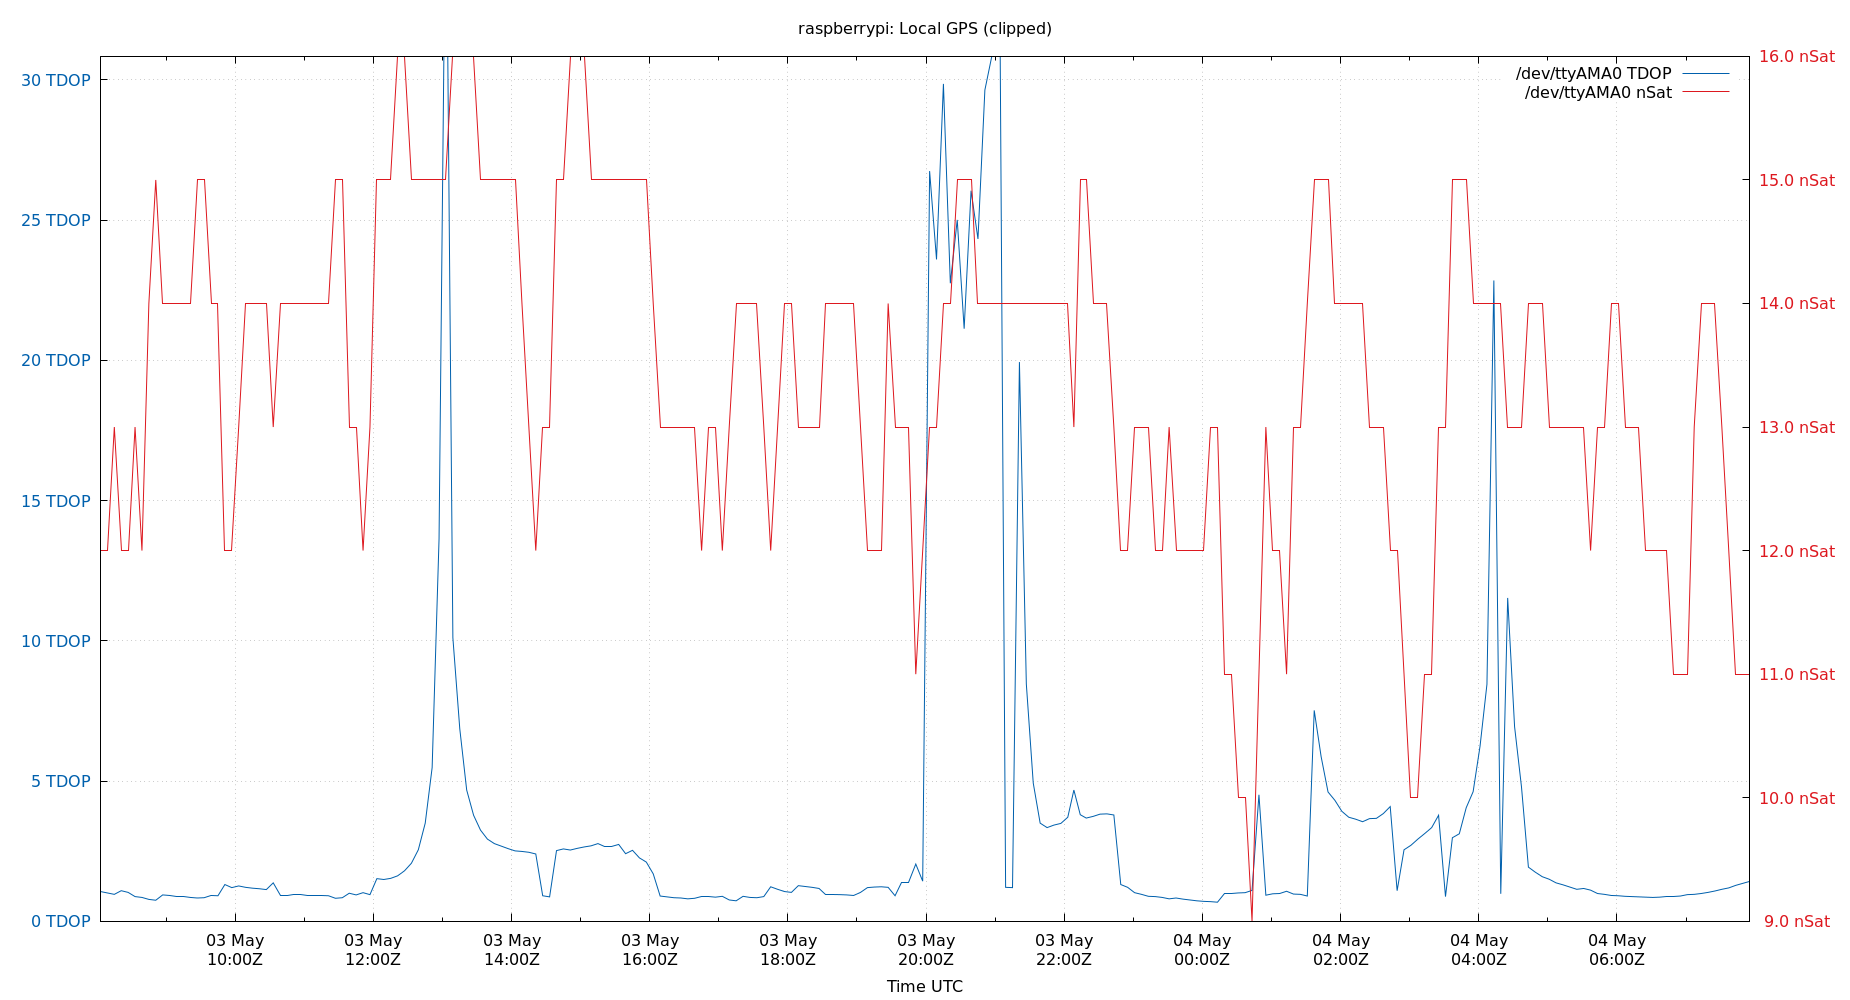 raspberrypi: Local GPS (clipped)
/dev/ttyAMA0 TDOP
/dev/ttyAMA0 nSat
30 TDOP
25 TDOP
20 TDOP
15 TDOP
10 TDOP
5 TDOP
0 TDOP
16.0 nSat
15.0 nSat
14.0 nSat
13.0 nSat
12.0 nSat
11.0 nSat
10.0 nSat
9.0 nSat
03 May
10:00Z
03 May
12:00Z
03 May
14:00Z
03 May
16:00Z
03 May
18:00Z
03 May
20:00Z
03 May
22:00Z
04 May
00:00Z
04 May
02:00Z
04 May
04:00Z
04 May
06:00Z
Time UTC